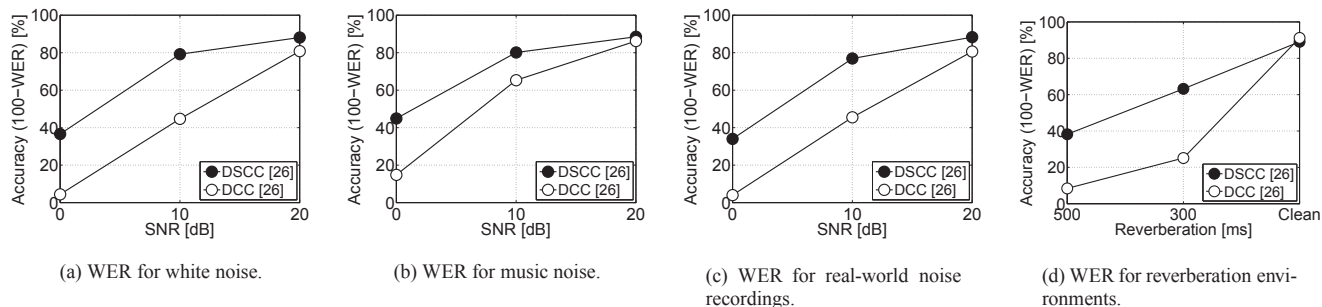 Accuracy (100−WER) [%]
100
80
60
40
20
0
DSCC [26]
DCC [26]
0
10
20
SNR [dB]
(a) WER for white noise.
Accuracy (100−WER) [%]
100
80
60
40
20
0
DSCC [26]
DCC [26]
0
10
20
SNR [dB]
(b) WER for music noise.
Accuracy (100−WER) [%]
100
80
60
40
20
0
DSCC [26]
DCC [26]
0
10
20
SNR [dB]
(c) WER for real-world noise
recordings.
Accuracy (100−WER) [%]
100
80
60
40
20
0
DSCC [26]
DCC [26]
500
300
Clean
Reverberation [ms]
(d) WER for reverberation envi-
ronments.